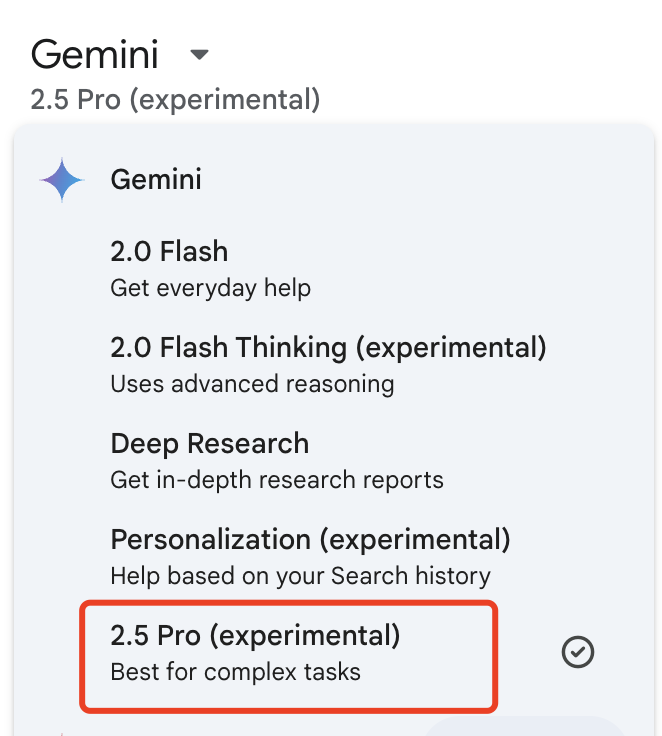 Gemini
2.5 Pro (experimental)
Gemini
2.0 Flash
Get everyday help
2.0 Flash Thinking (experimental)
Uses advanced reasoning
Deep Research
Get in-depth research reports
Personalization (experimental)
Help based on your Search history
2.5 Pro (experimental)
Best for complex tasks